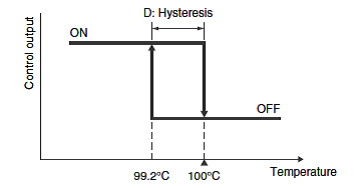 D: Hysteresis
ON
Control output
OFF
99.2°C
100°C
Temperature